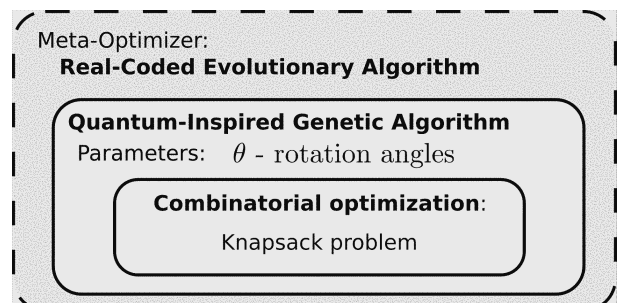 Meta-Optimizer:
Real-Coded Evolutionary Algorithm
Quantum-Inspired Genetic Algorithm
Parameters: θ - rotation angles
Combinatorial optimization:
Knapsack problem